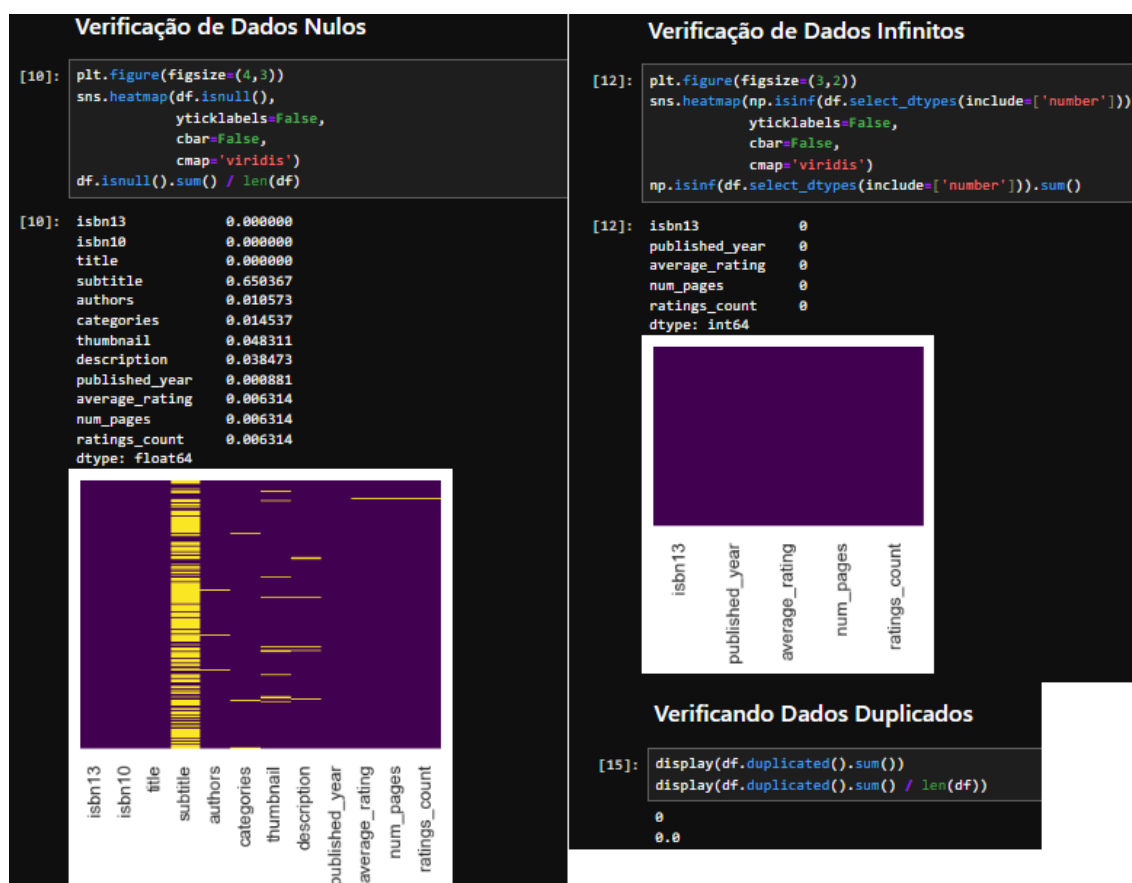 Verificação de Dados Nulos
[10]: plt.figure(figsize=(4,3))
sns.heatmap(df.isnull(),
yticklabels=False,
cbar=False,
cmap='viridis')
df.isnull().sum() / len(df)
[10]: isbn13 0.000000
isbn10 0.000000
title 0.000000
subtitle 0.650367
authors 0.010573
categories 0.014537
thumbnail 0.048311
description 0.038473
published_year 0.000881
average_rating 0.006314
num_pages 0.006314
ratings_count 0.006314
dtype: float64
isbn13
isbn10
title
subtitle
authors
categories
thumbnail
description
published_year
average_rating
num_pages
ratings_count
Verificação de Dados Infinitos
[12]: plt.figure(figsize=(3,2))
sns.heatmap(np.isinf(df.select_dtypes(include=['number']))
yticklabels=False,
cbar=False,
cmap='viridis')
np.isinf(df.select_dtypes(include=['number'])).sum()
[12]: isbn13 0
published_year 0
average_rating 0
num_pages 0
ratings_count 0
dtype: int64
isbn13
published_year
average_rating
num_pages
ratings_count
Verificando Dados Duplicados
[15]: display(df.duplicated().sum())
display(df.duplicated().sum() / len(df))
0
0.0